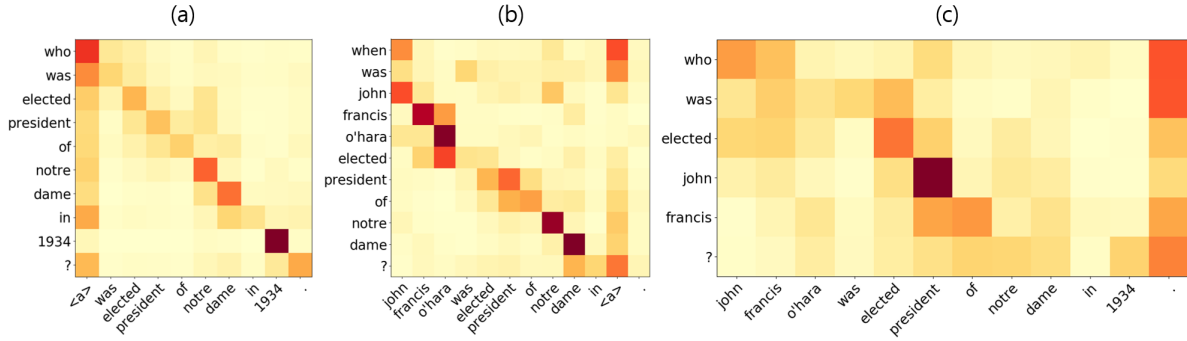 (a)
who
was
elected
president
of
notre
dame
in
1934
?
<a>
was
elected
president
of
notre
dame
in
1934
.
(b)
when
was
john
francis
o'hara
elected
president
of
notre
dame
?
john
francis
o'hara
was
elected
president
of
notre
dame
in
<a>
.
(c)
who
was
elected
john
francis
?
john
francis
o'hara
was
elected
president
of
notre
dame
in
1934
.